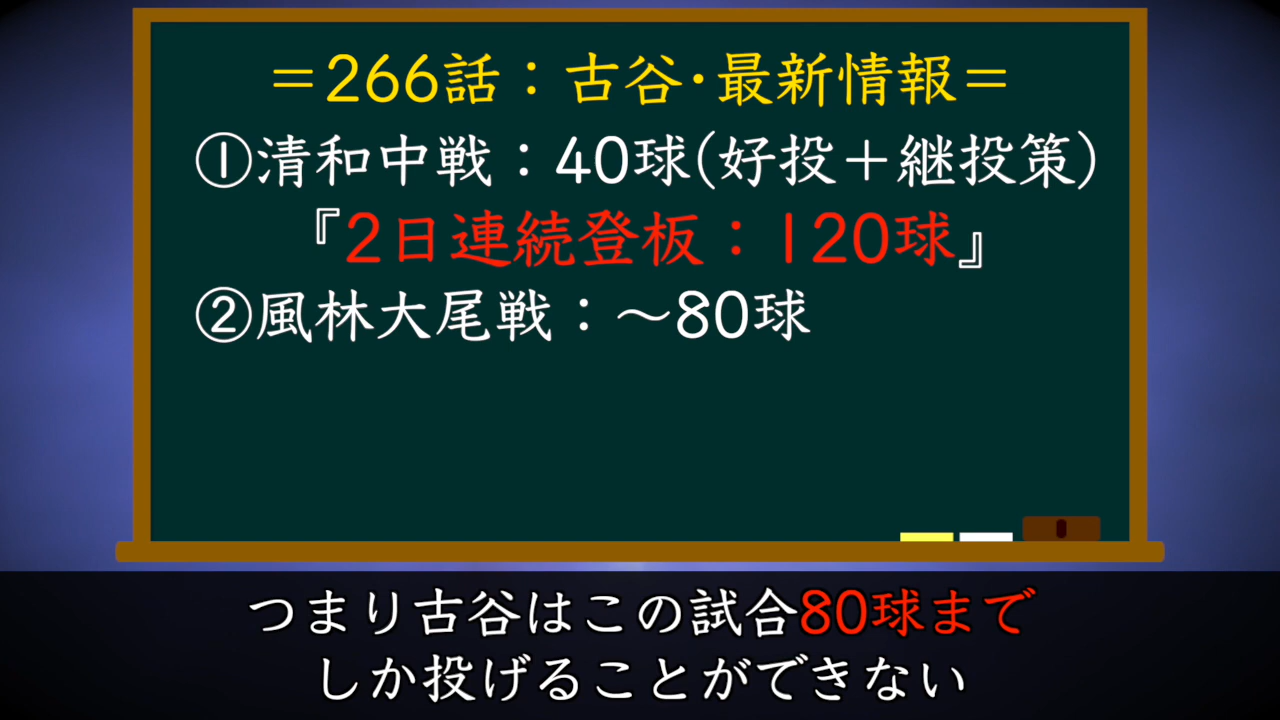 ＝266話：古谷･最新情報＝
①清和中戦：40球(好投＋継投策)
『2日連続登板：120球』
②風林大尾戦：～80球
つまり古谷はこの試合80球まで
しか投げることができない